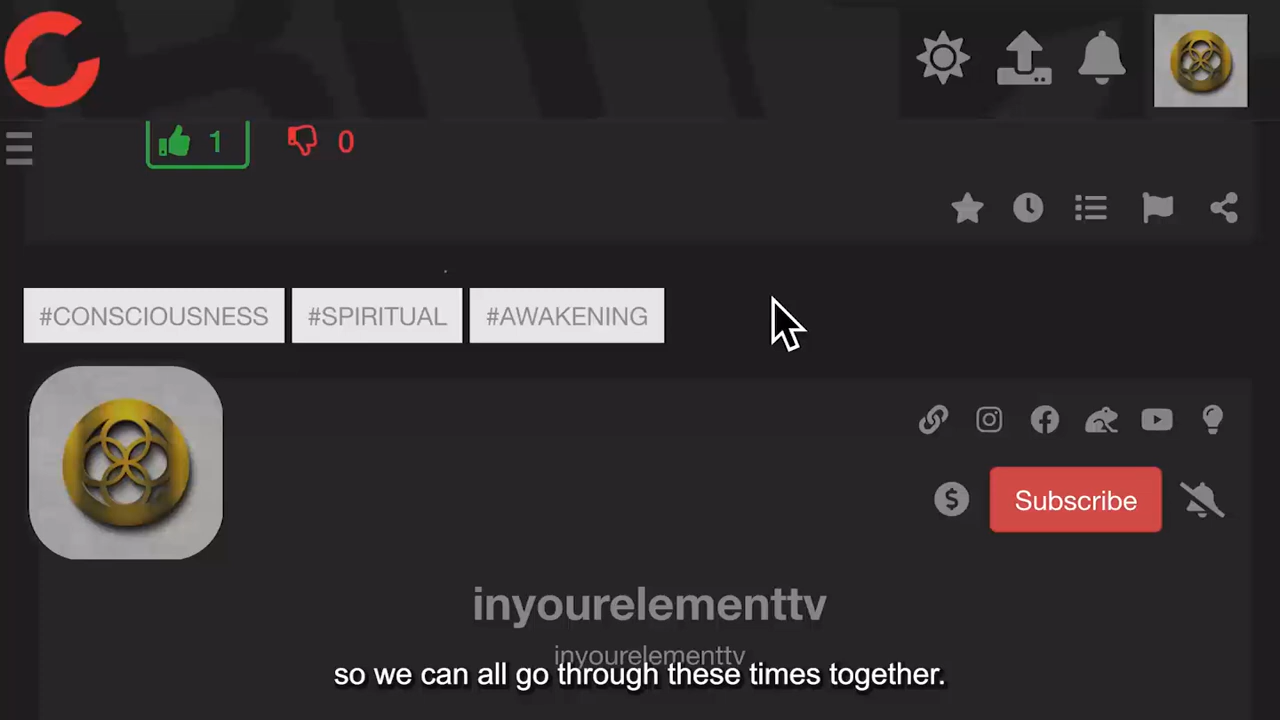 1 0
#CONSCIOUSNESS #SPIRITUAL #AWAKENING
Subscribe
inyourelementtv
inyourelementtv
so we can all go through these times together.